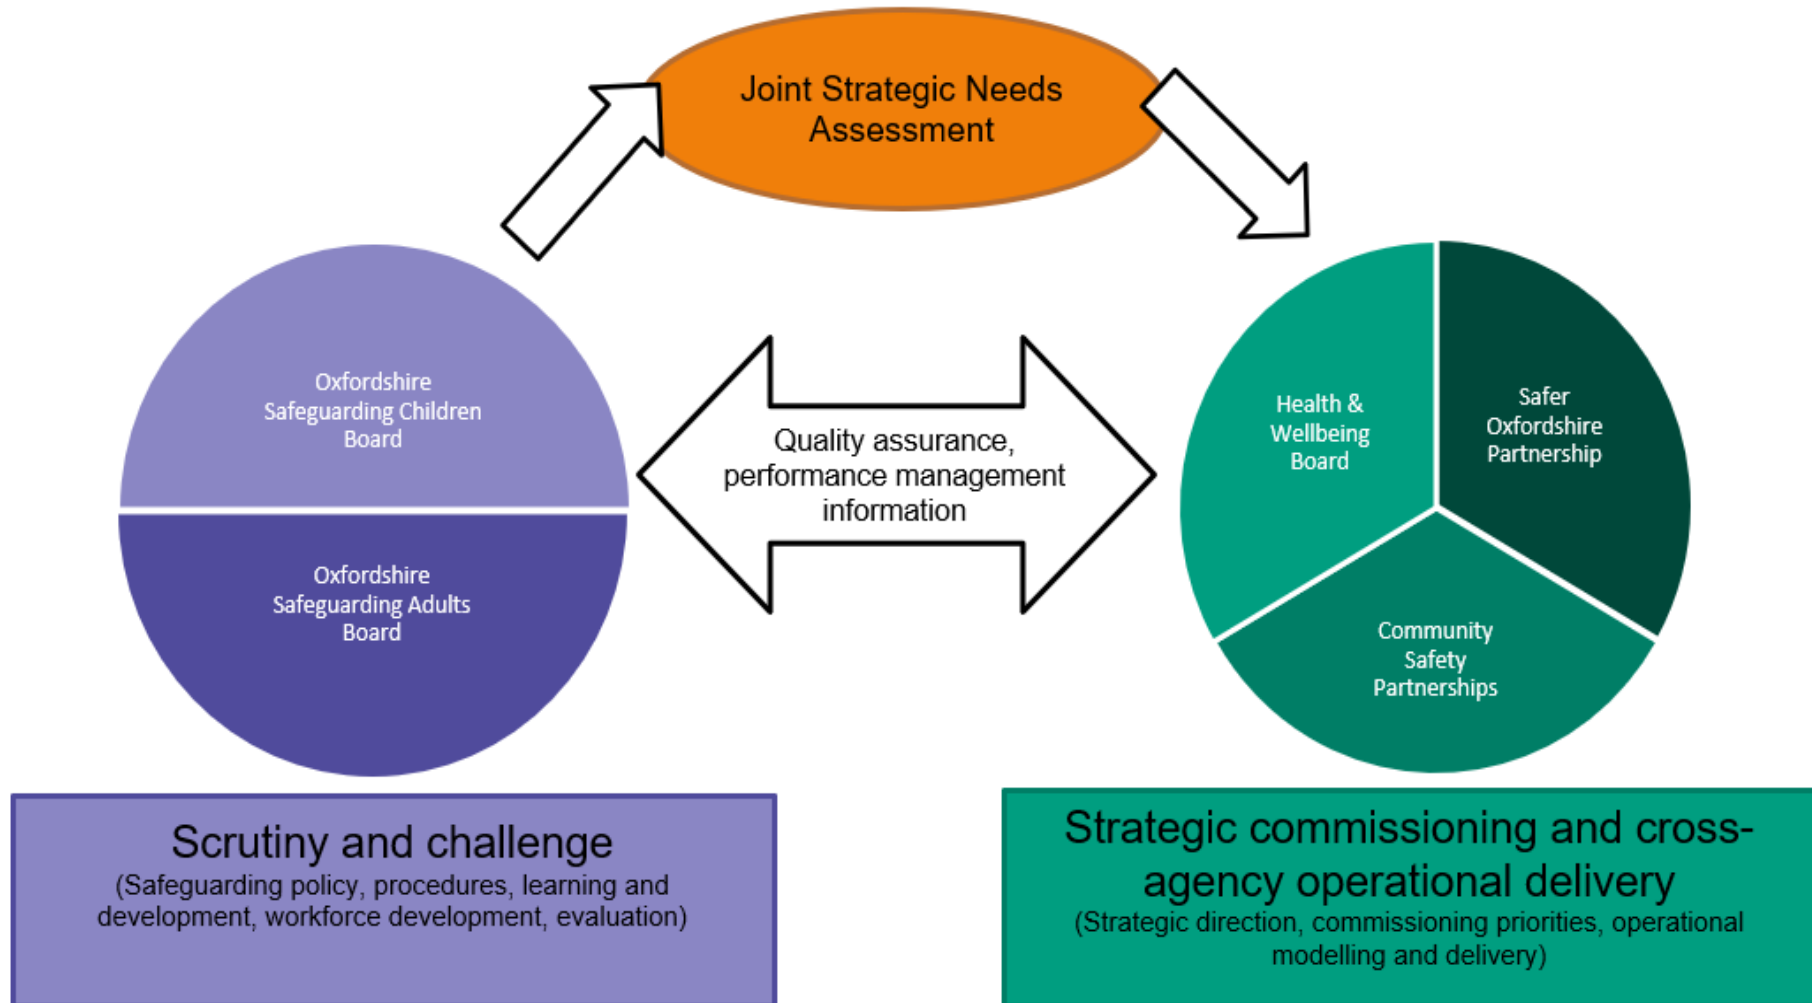 Joint Strategic Needs
Assessment
Oxfordshire
Safeguarding Children
Board
Oxfordshire
Safeguarding Adults
Board
Quality assurance,
performance management
information
Health &
Wellbeing
Board
Safer
Oxfordshire
Partnership
Community
Safety
Partnerships
Scrutiny and challenge
(Safeguarding policy, procedures, learning and
development, workforce development, evaluation)
Strategic commissioning and cross-
agency operational delivery
(Strategic direction, commissioning priorities, operational
modelling and delivery)